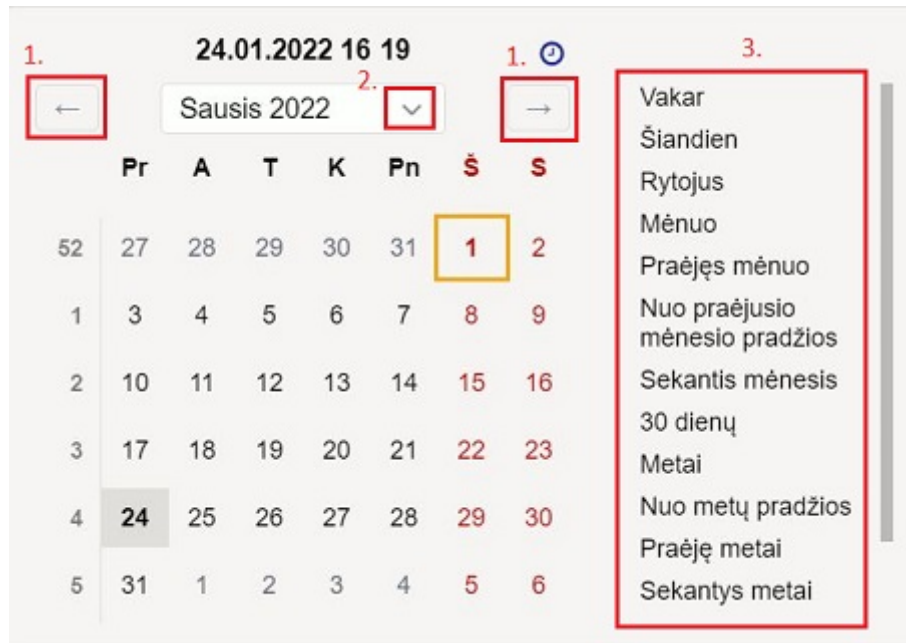 1.
24.01.2022 16 19
1.
3.
←
Sausis 2022
2.
→
Pr A T K Pn Š S
52 27 28 29 30 31 1 2
1 3 4 5 6 7 8 9
2 10 11 12 13 14 15 16
3 17 18 19 20 21 22 23
4 24 25 26 27 28 29 30
5 31 1 2 3 4 5 6
Vakar
Šiandien
Rytojus
Mėnuo
Praėjęs mėnuo
Nuo praėjusio
mėnesio pradžios
Sekantis mėnesis
30 dienų
Metai
Nuo metų pradžios
Praėję metai
Sekantys metai